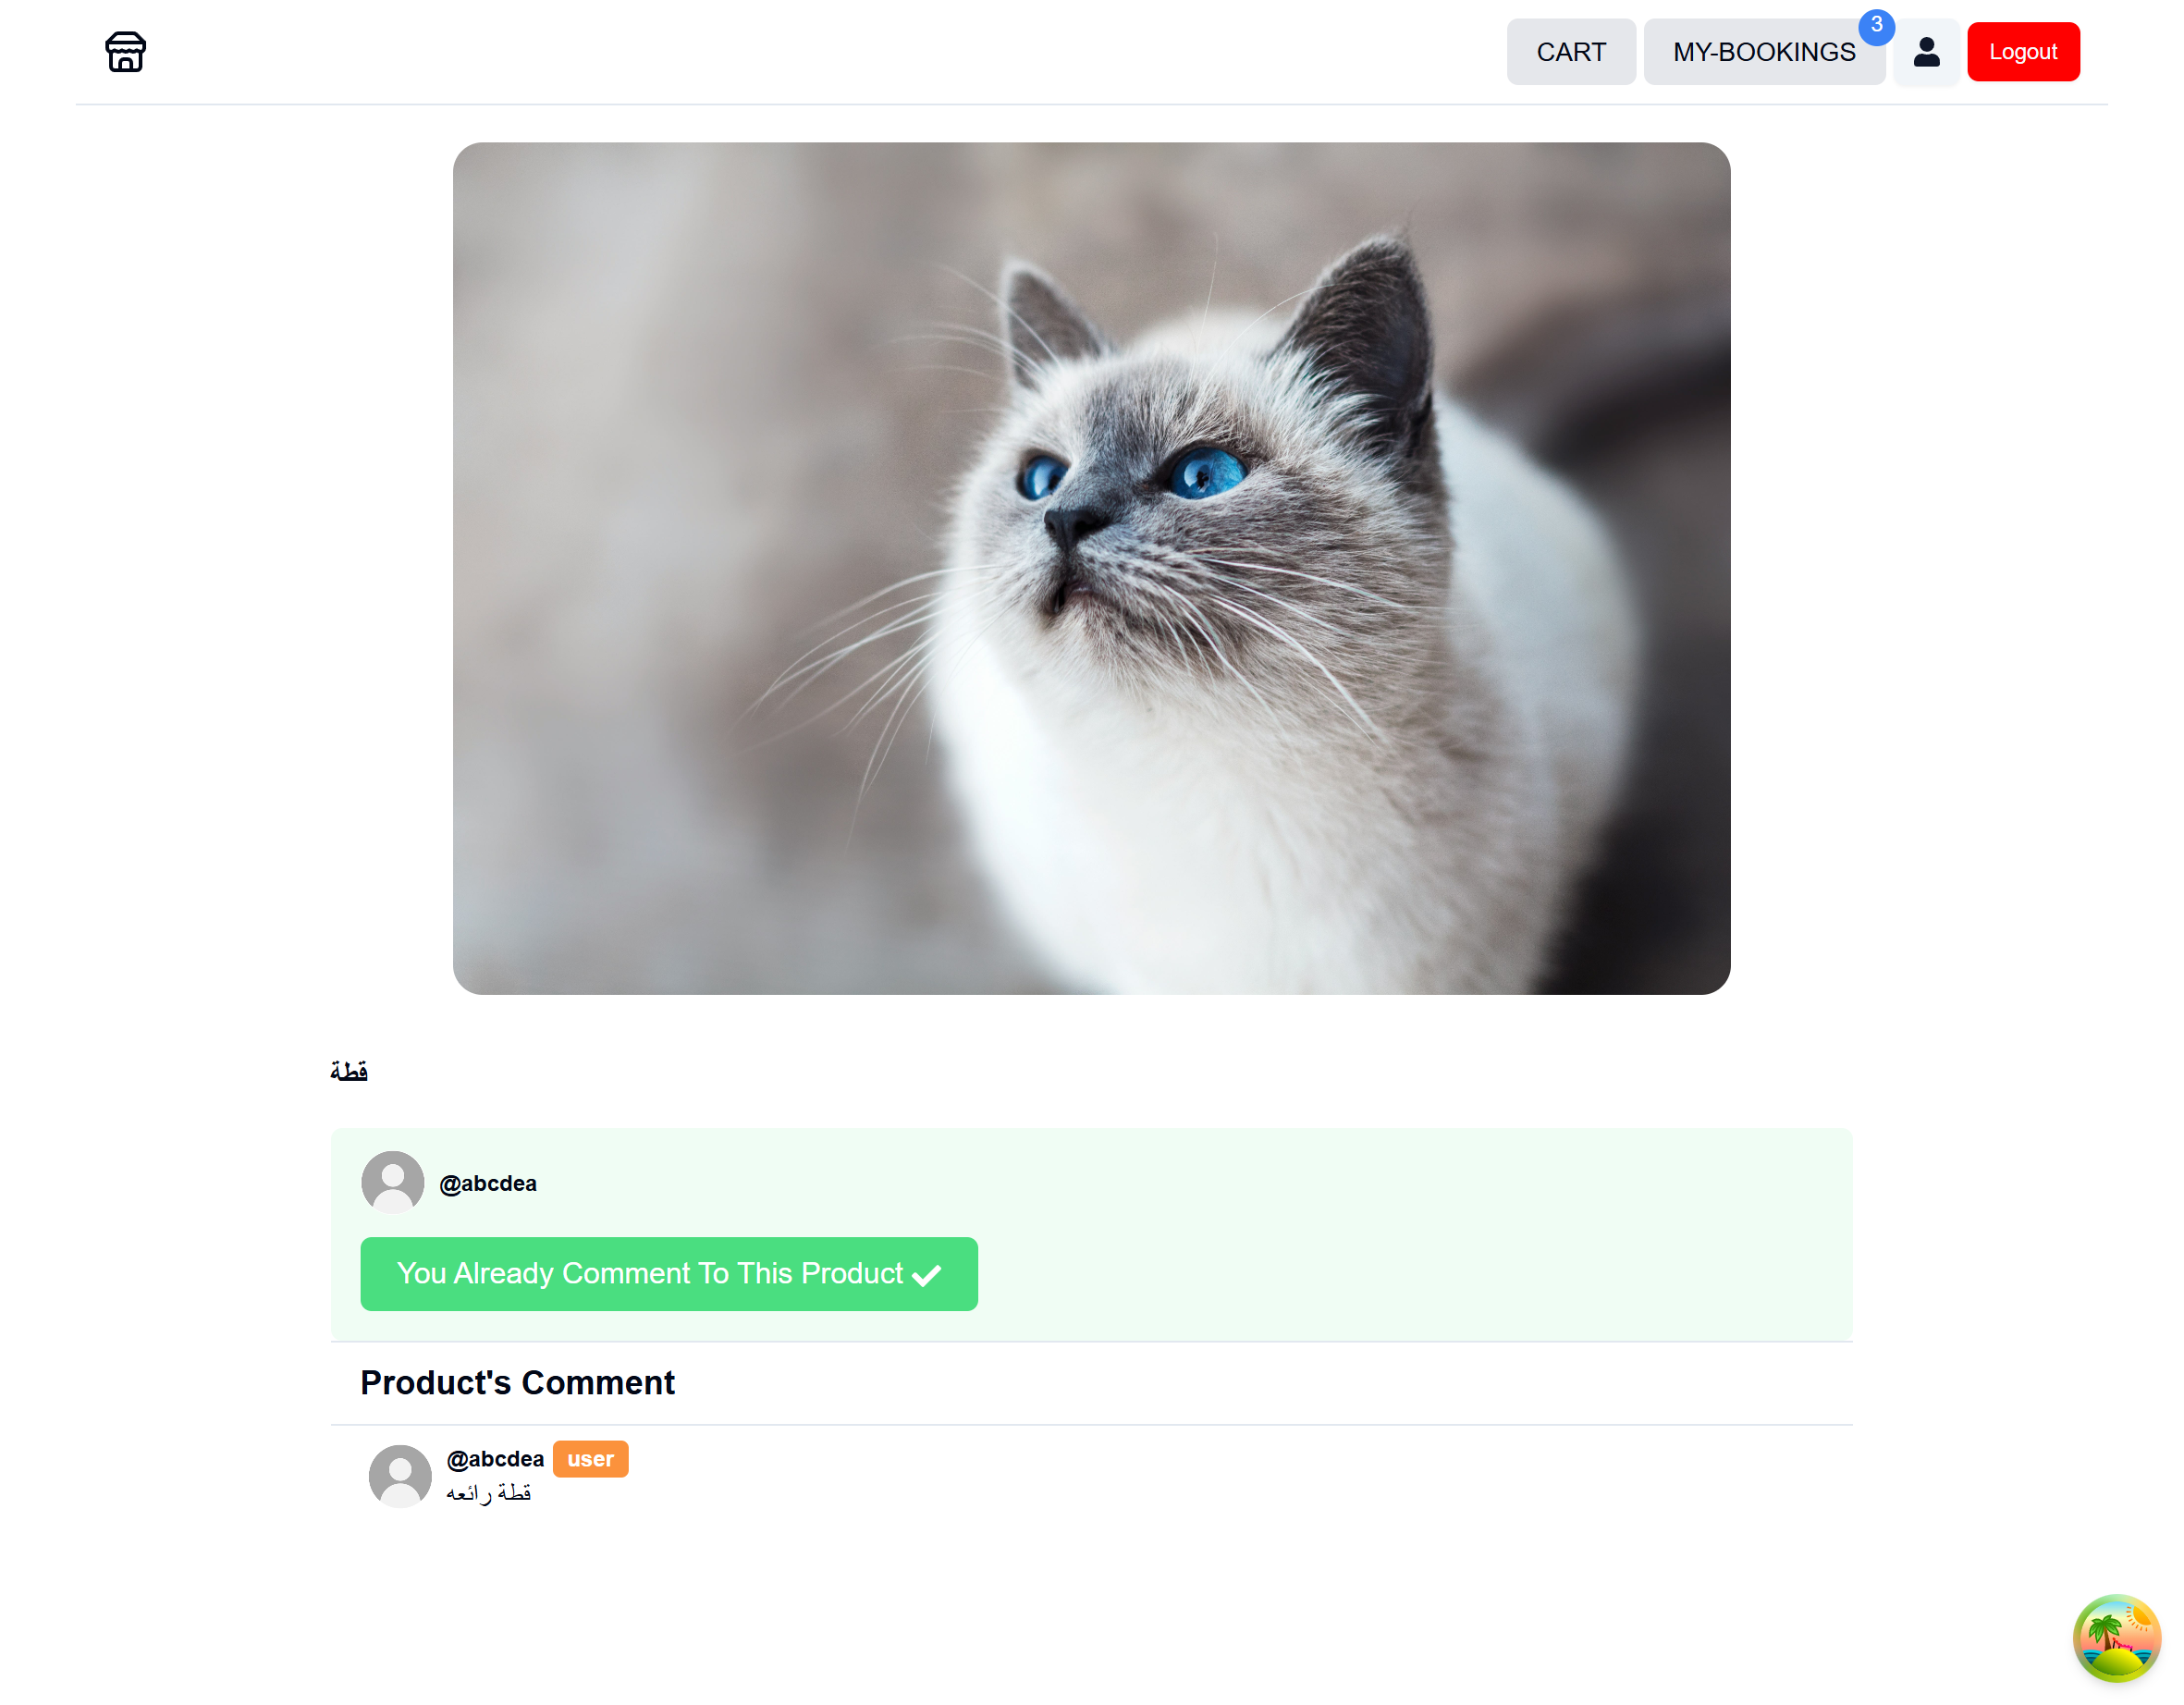 CART
MY-BOOKINGS
3
Logout
قطة
@abcdea
You Already Comment To This Product
Product's Comment
@abcdea user
قطة رائعه